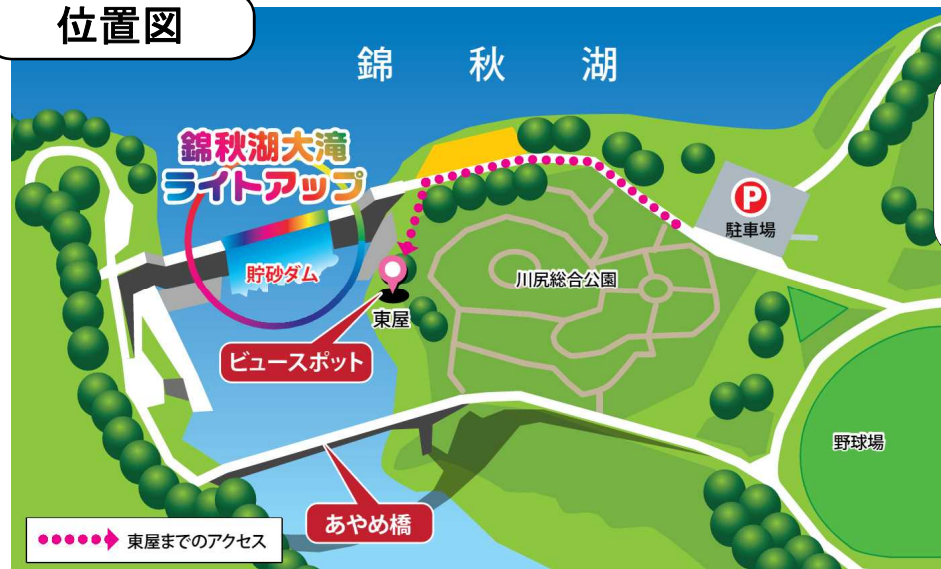 位置図
錦秋湖
錦秋湖大滝
ライトアップ
貯砂ダム
P
駐車場
川尻総合公園
東屋
ビュースポット
野球場
あやめ橋
東屋までのアクセス